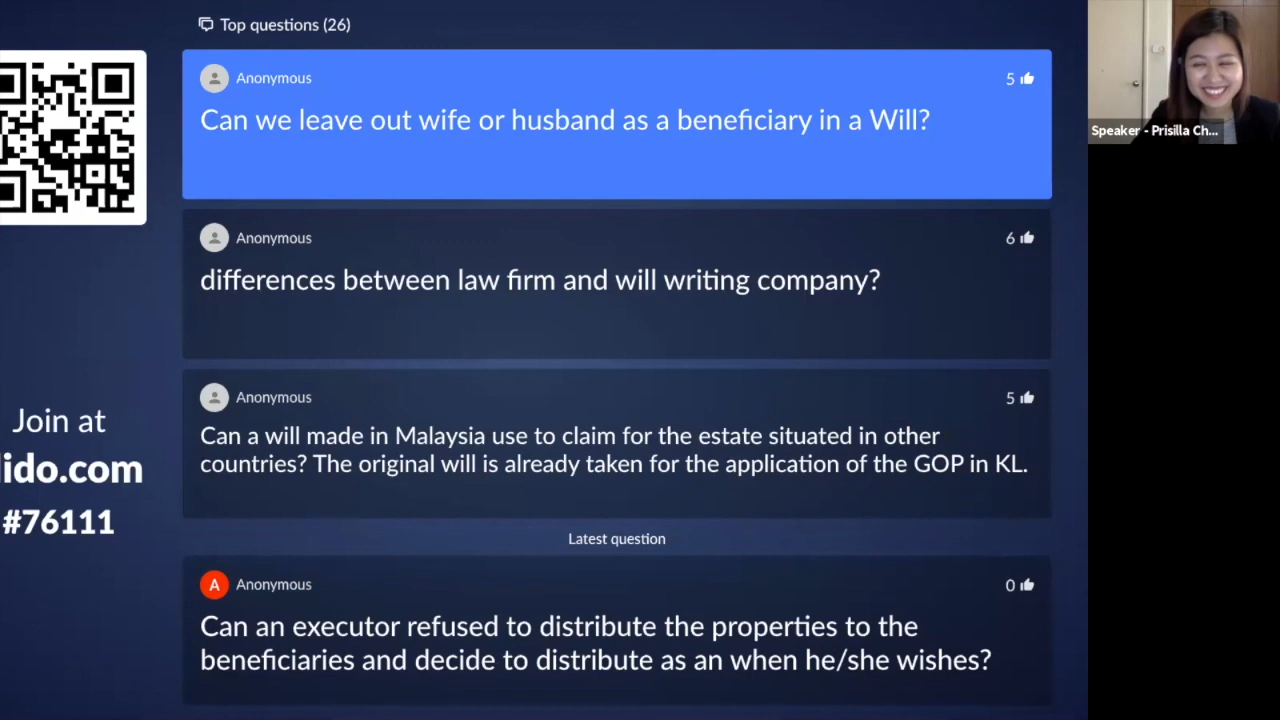 Top questions (26)
Anonymous
5
Can we leave out wife or husband as a beneficiary in a Will?
Anonymous
6
differences between law firm and will writing company?
Anonymous
5
Can a will made in Malaysia use to claim for the estate situated in other
countries? The original will is already taken for the application of the GOP in KL.
Latest question
A
Anonymous
0
Can an executor refused to distribute the properties to the
beneficiaries and decide to distribute as an when he/she wishes?
Join at
lido.com
#76111
Speaker - Prisilla Ch...